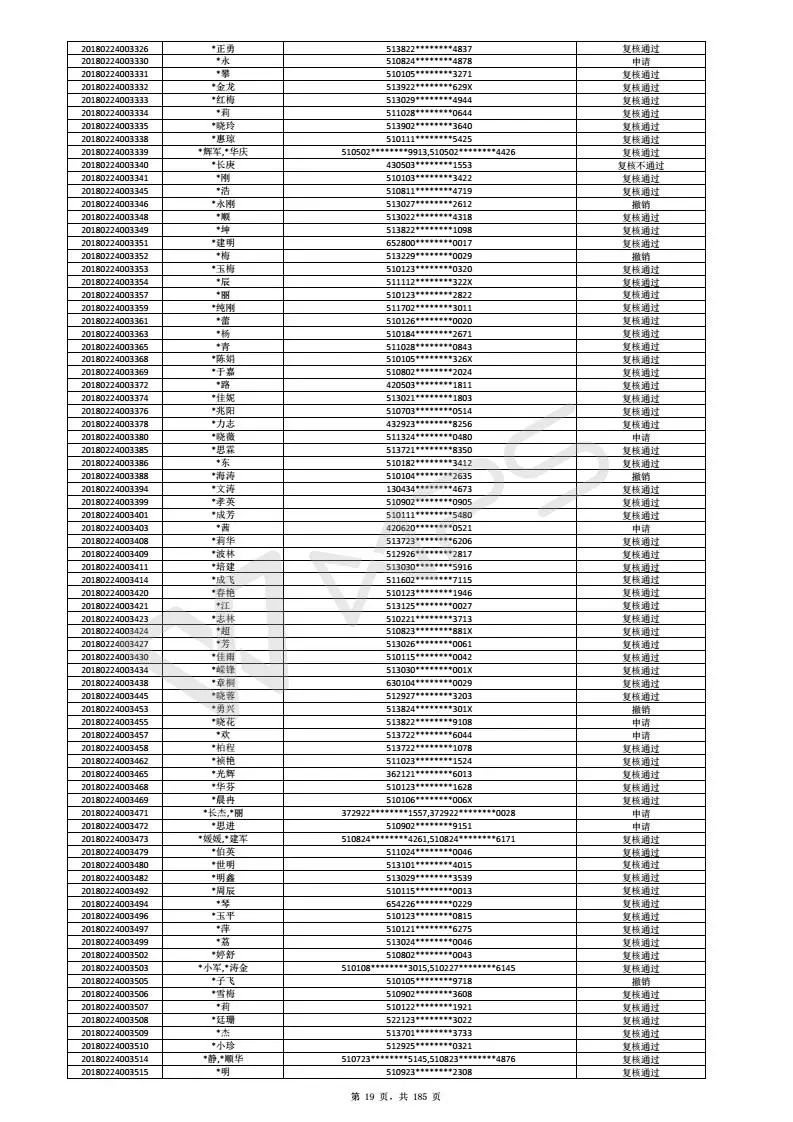 20180224003326 *正勇 513822********4837 复核通过
20180224003330 *永 510824********4878 申请
20180224003331 *攀 510105********3271 复核通过
20180224003332 *金龙 513922********629X 复核通过
20180224003333 *红梅 513029********4944 复核通过
20180224003334 *莉 511028********0644 复核通过
20180224003335 *晓玲 513902********3640 复核通过
20180224003338 *惠琼 510111********5425 复核通过
20180224003339 *辉军,*华庆 510502********9913,510502********4426 复核通过
20180224003340 *长庚 430503********1553 复核不通过
20180224003341 *刚 510103********3422 复核通过
20180224003345 *浩 510811********4719 复核通过
20180224003346 *永刚 513027********2612 撤销
20180224003348 *顺 513022********4318 复核通过
20180224003349 *坤 513822********1098 复核通过
20180224003351 *建明 652800********0017 复核通过
20180224003352 *梅 513229********0029 撤销
20180224003353 *玉梅 510123********0320 复核通过
20180224003354 *辰 511112********322X 复核通过
20180224003357 *丽 510123********2822 复核通过
20180224003359 *纯刚 511702********3011 复核通过
20180224003361 *蕾 510126********0020 复核通过
20180224003363 *杨 510184********2671 复核通过
20180224003365 *青 511028********0843 复核通过
20180224003368 *陈娟 510105********326X 复核通过
20180224003369 *于嘉 510802********2024 复核通过
20180224003372 *路 420503********1811 复核通过
20180224003374 *佳妮 513021********1803 复核通过
20180224003376 *兆阳 510703********0514 复核通过
20180224003378 *力志 432923********8256 复核通过
20180224003380 *晓薇 511324********0480 申请
20180224003385 *思霖 513721********8350 复核通过
20180224003386 *东 510182********3412 复核通过
20180224003388 *海涛 510104********2635 撤销
20180224003394 *文涛 130434********4673 复核通过
20180224003399 *孝英 510902********0905 复核通过
20180224003401 *成芳 510111********5480 复核通过
20180224003403 *茜 420620********0521 申请
20180224003408 *莉华 513723********6206 复核通过
20180224003409 *波林 512926********2817 复核通过
20180224003411 *培建 513030********5916 复核通过
20180224003414 *成飞 511602********7115 复核通过
20180224003420 *春艳 510123********1946 复核通过
20180224003421 *江 513125********0027 复核通过
20180224003423 *志林 510221********3713 复核通过
20180224003424 *超 510823********881X 复核通过
20180224003427 *芳 513026********0061 复核通过
20180224003430 *佳雨 510115********0042 复核通过
20180224003434 *嵘锋 513030********001X 复核通过
20180224003438 *章桐 630104********0029 复核通过
20180224003445 *晓蓉 512927********3203 复核通过
20180224003453 *勇兴 513824********301X 撤销
20180224003455 *晓花 513822********9108 申请
20180224003457 *欢 513722********6044 申请
20180224003458 *柏程 513722********1078 复核通过
20180224003462 *祯艳 511023********1524 复核通过
20180224003465 *光辉 362121********6013 复核通过
20180224003468 *华芬 510123********1628 复核通过
20180224003469 *晨冉 510106********006X 复核通过
20180224003471 *长杰,*丽 372922********1557,372922********0028 申请
20180224003472 *思进 510902********9151 申请
20180224003473 *媛媛,*建军 510824********4261,510824********6171 复核通过
20180224003479 *伯英 511024********0046 复核通过
20180224003480 *世明 513101********4015 复核通过
20180224003482 *明鑫 513029********3539 复核通过
20180224003492 *周辰 510115********0013 复核通过
20180224003494 *琴 654226********0229 复核通过
20180224003496 *玉平 510123********0815 复核通过
20180224003497 *萍 510121********6275 复核通过
20180224003499 *荔 513024********0046 复核通过
20180224003502 *婷舒 510802********0043 复核通过
20180224003503 *小军,*涛金 510108********3015,510227********6145 复核通过
20180224003505 *子飞 510105********9718 撤销
20180224003506 *雪梅 510902********3608 复核通过
20180224003507 *莉 510122********1921 复核通过
20180224003508 *廷珊 522123********3022 复核通过
20180224003509 *杰 513701********3733 复核通过
20180224003510 *小珍 512925********0321 复核通过
20180224003514 *静,*顺华 510723********5145,510823********4876 复核通过
20180224003515 *明 510923********2308 复核通过
第 19 页，共 185 页